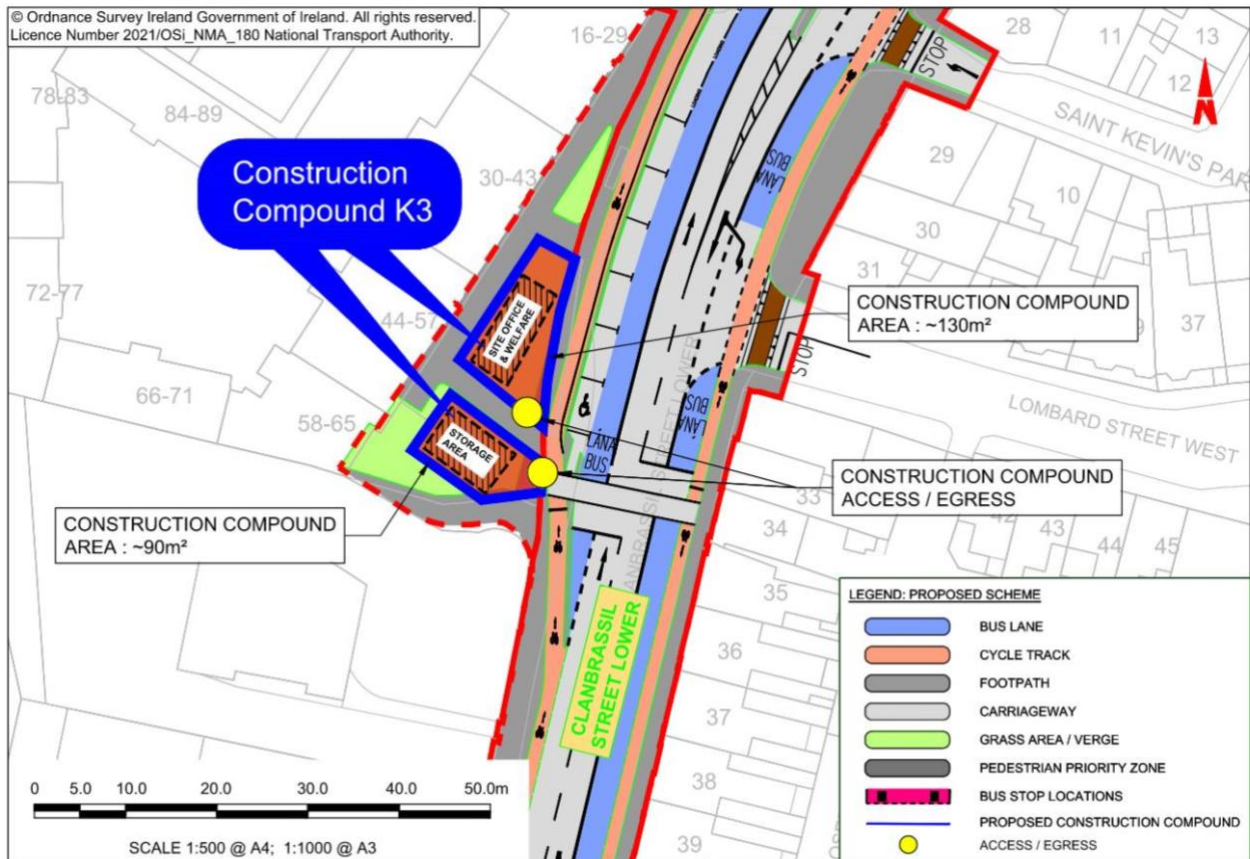 © Ordnance Survey Ireland Government of Ireland. All rights reserved.
Licence Number 2021/OSi_NMA_180 National Transport Authority.
16-29
28
11
13
12
STOP
N
SAINT KEVIN'S PAR
78-83
84-89
30-43
Construction
Compound K3
LÁNA
BUS
29
10
30
31
37
72-77
44-57
SITE OFFICE
& WELFARE
CONSTRUCTION COMPOUND
AREA : ~130m²
STOP
66-71
58-65
STORAGE
AREA
LÁNA
BUS
LÁNA
BUS
LOMBARD STREET WEST
CONSTRUCTION COMPOUND
ACCESS / EGRESS
CLANBRASSIL STREET LOWER
33
34
42
43
44
45
CONSTRUCTION COMPOUND
AREA : ~90m²
CLANBRASSIL
STREET LOWER
35
36
37
38
39
LEGEND: PROPOSED SCHEME
BUS LANE
CYCLE TRACK
FOOTPATH
CARRIAGEWAY
GRASS AREA / VERGE
PEDESTRIAN PRIORITY ZONE
BUS STOP LOCATIONS
PROPOSED CONSTRUCTION COMPOUND
ACCESS / EGRESS
0 5.0 10.0 20.0 30.0 40.0 50.0m
SCALE 1:500 @ A4; 1:1000 @ A3